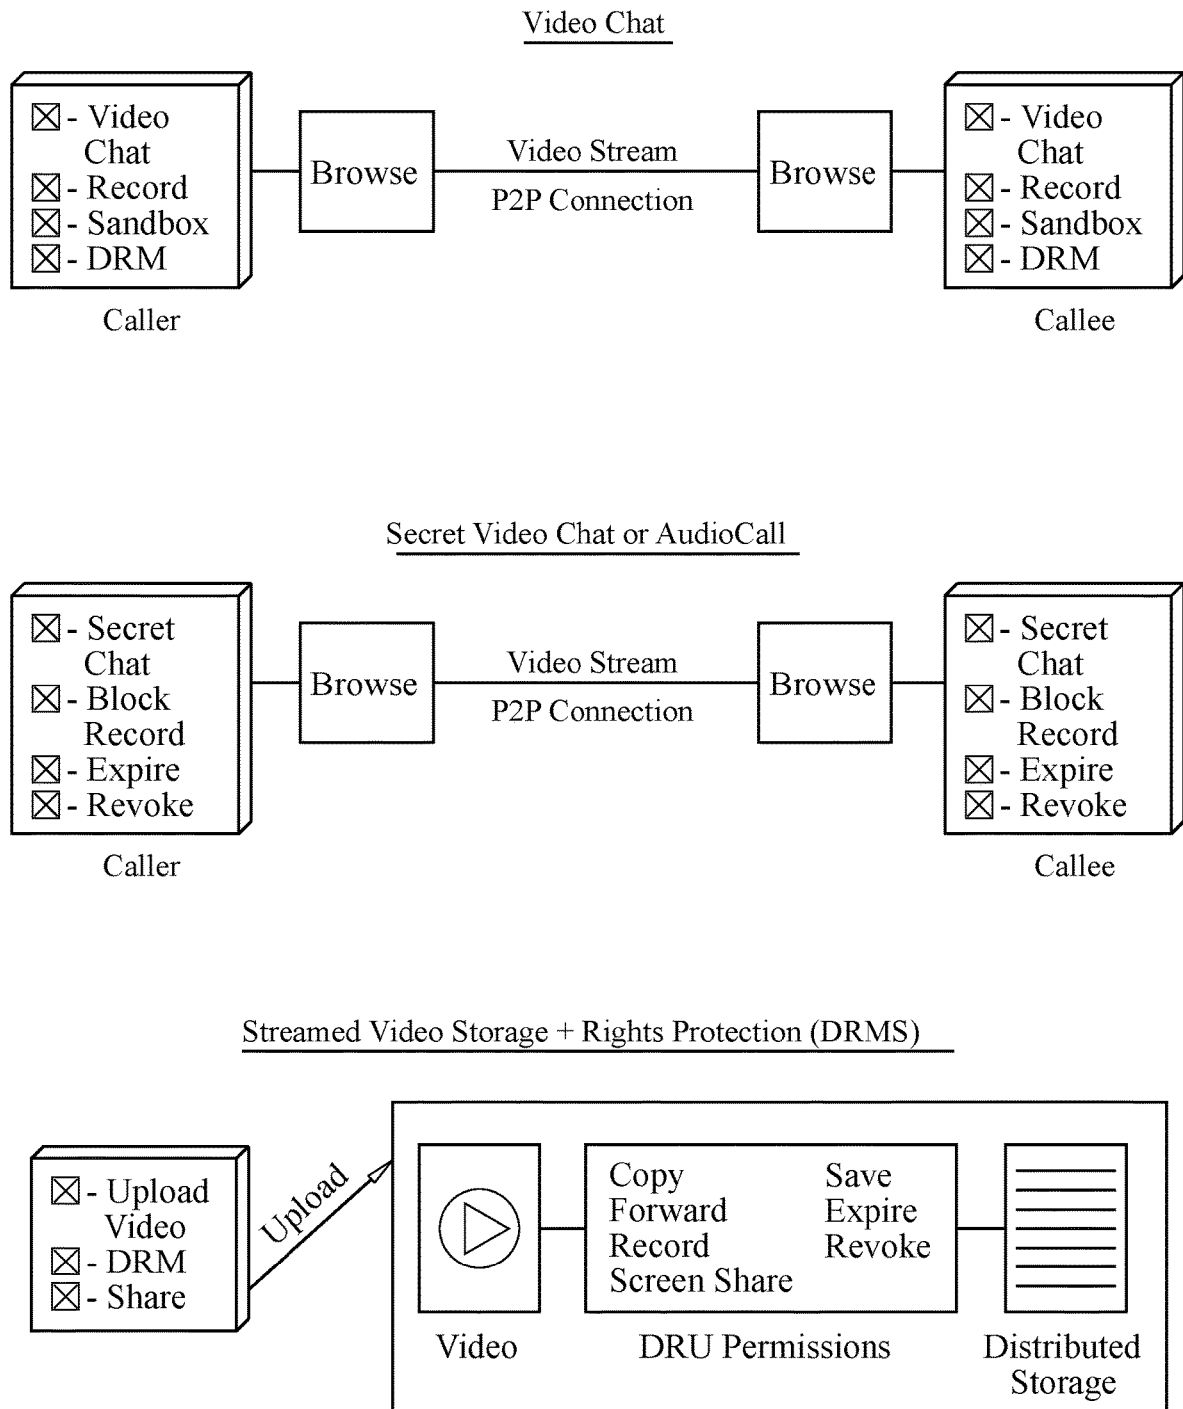 Video Chat
☒ - Video
Chat
☒ - Record
☒ - Sandbox
☒ - DRM
Caller
Browse
Video Stream
P2P Connection
Browse
☒ - Video
Chat
☒ - Record
☒ - Sandbox
☒ - DRM
Callee
Secret Video Chat or AudioCall
☒ - Secret
Chat
☒ - Block
Record
☒ - Expire
☒ - Revoke
Caller
Browse
Video Stream
P2P Connection
Browse
☒ - Secret
Chat
☒ - Block
Record
☒ - Expire
☒ - Revoke
Callee
Streamed Video Storage + Rights Protection (DRMS)
☒ - Upload
Video
☒ - DRM
☒ - Share
Upload
Video
Copy
Forward
Record
Screen Share
Save
Expire
Revoke
DRU Permissions
Distributed
Storage